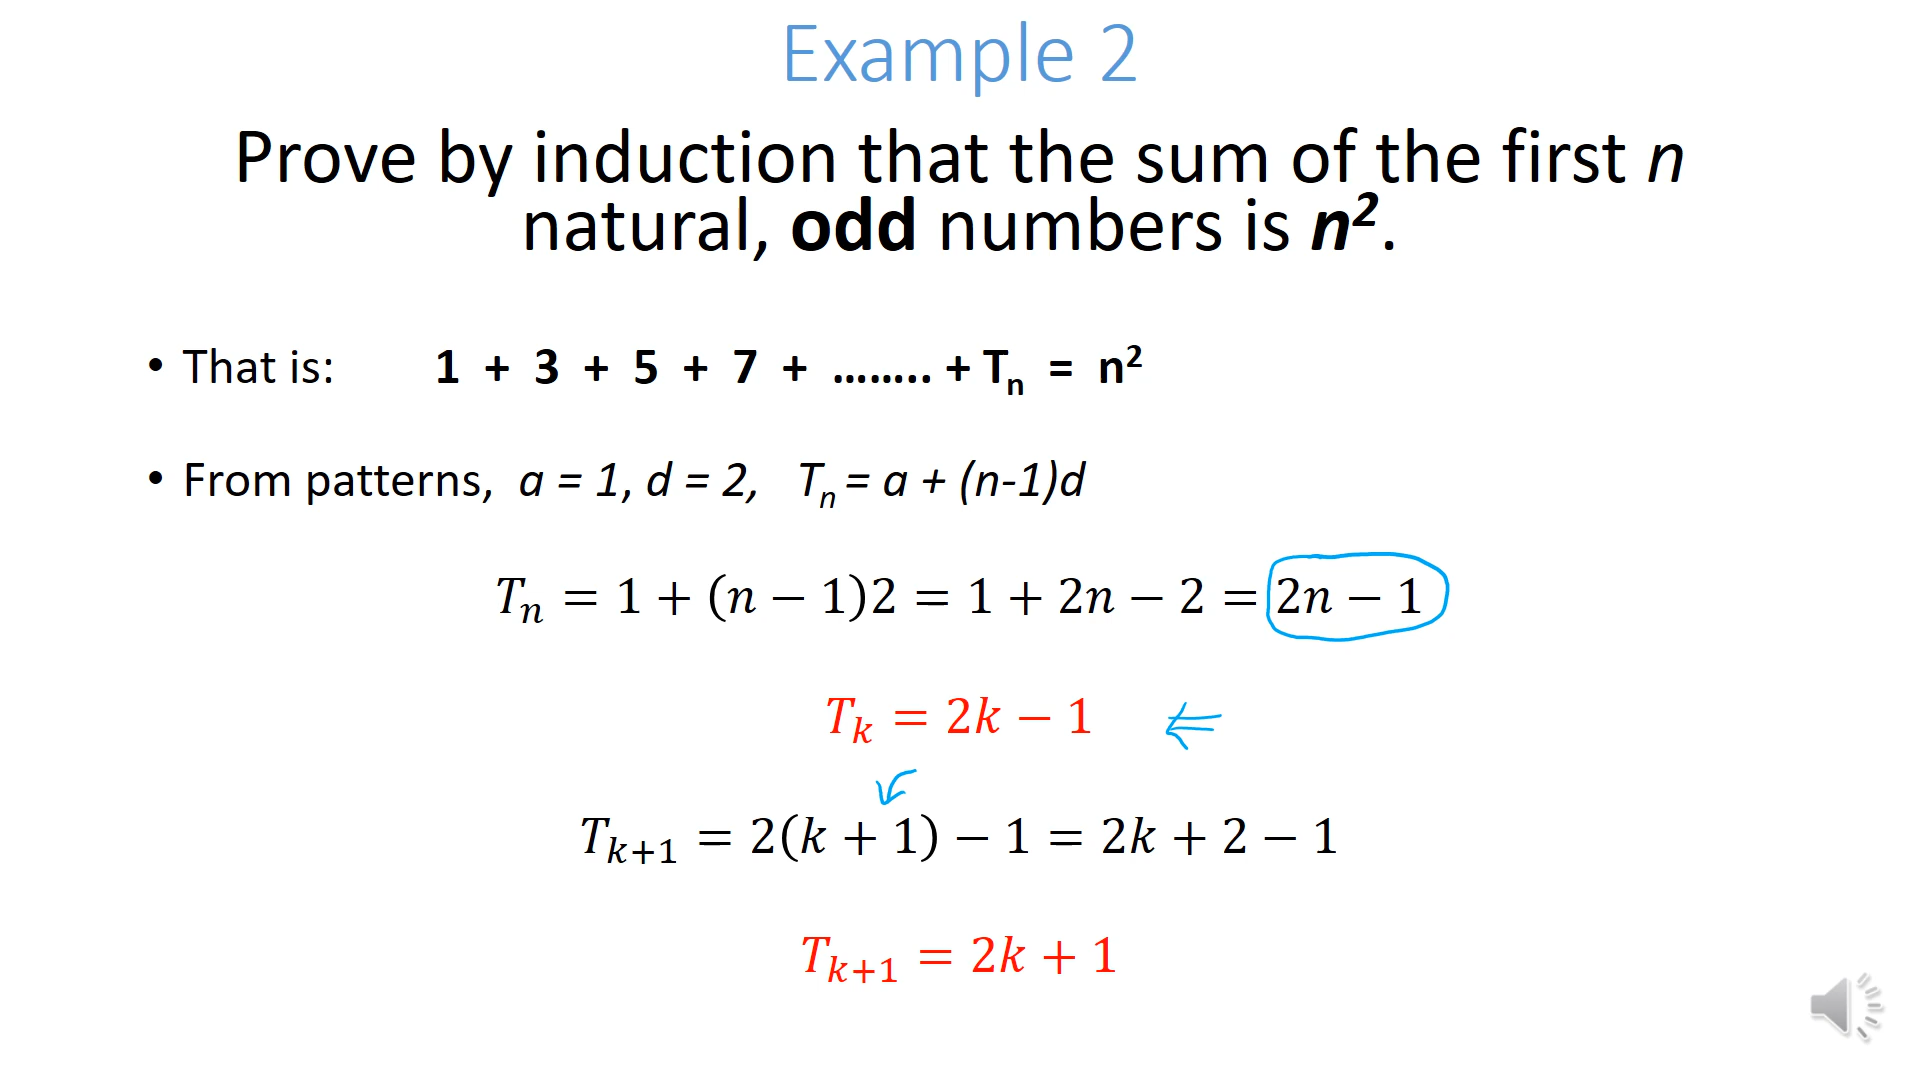 Example 2
Prove by induction that the sum of the first n
natural, odd numbers is n².
• That is: 1 + 3 + 5 + 7 + …….. + Tₙ = n²
• From patterns, a = 1, d = 2, Tₙ = a + (n-1)d
Tₙ = 1 + (n − 1)2 = 1 + 2n − 2 = 2n − 1
Tₖ = 2k − 1
Tₖ₊₁ = 2(k + 1) − 1 = 2k + 2 − 1
Tₖ₊₁ = 2k + 1